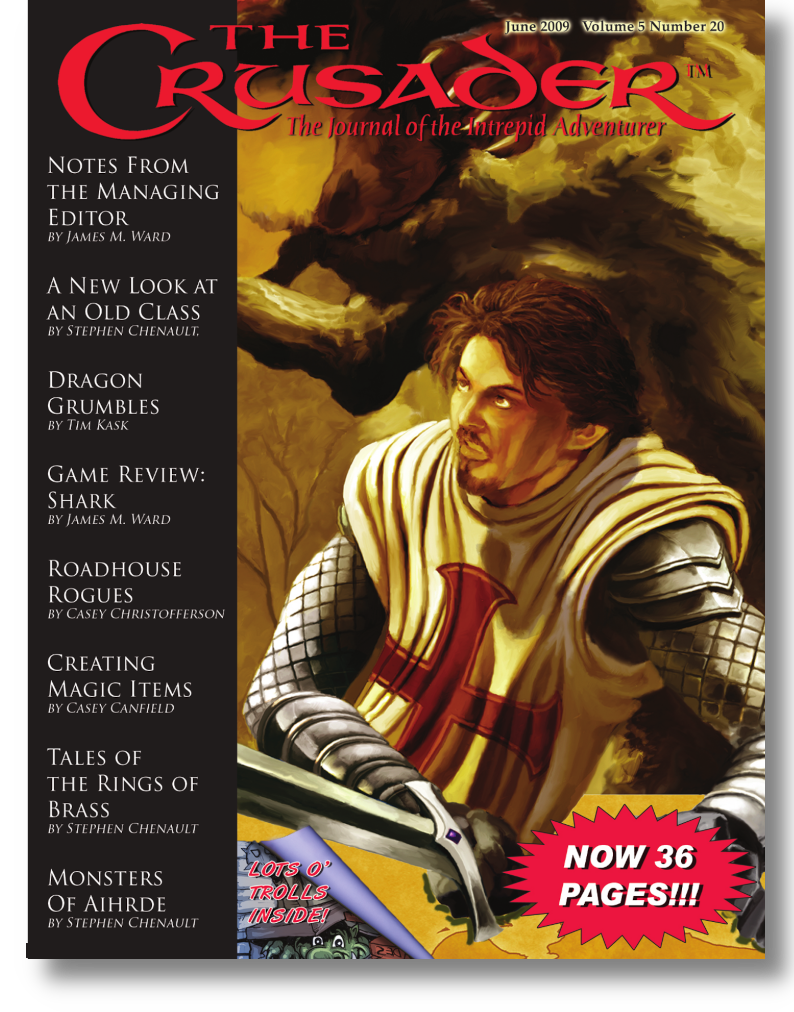 June 2009 Volume 5 Number 20
THE
CRUSADER™
The Journal of the Intrepid Adventurer
NOTES FROM
THE MANAGING
EDITOR
BY JAMES M. WARD
A NEW LOOK AT
AN OLD CLASS
BY STEPHEN CHENAULT.
DRAGON
GRUMBLES
BY TIM KASK
GAME REVIEW:
SHARK
BY JAMES M. WARD
ROADHOUSE
ROGUES
BY CASEY CHRISTOFFERSON
CREATING
MAGIC ITEMS
BY CASEY CANFIELD
TALES OF
THE RINGS OF
BRASS
BY STEPHEN CHENAULT
MONSTERS
OF AIHRDE
BY STEPHEN CHENAULT
LOTS O'
TROLLS
INSIDE!
NOW 36
PAGES!!!